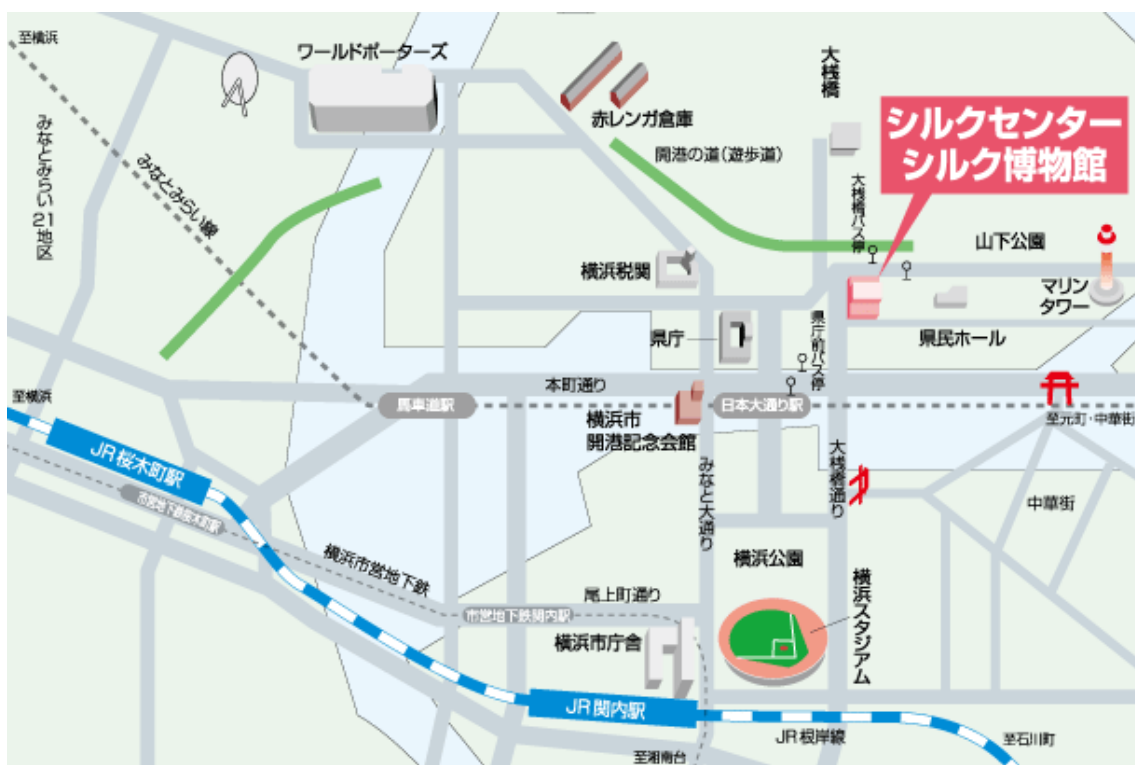 至横浜
ワールドポーターズ
大桟橋
シルクセンター
シルク博物館
赤レンガ倉庫
開港の道(遊歩道)
みなとみらい21地区
みなとみらい線
大桟橋バス停
山下公園
横浜税関
マリン
タワー
県民ホール
県庁
県庁前バス停
至横浜
本町通り
馬車道駅
日本大通り駅
横浜市
開港記念会館
至元町・中華街
JR桜木町駅
市営地下鉄桜木町駅
みなと大通り
大桟橋通り
中華街
横浜市営地下鉄
横浜公園
尾上町通り
市営地下鉄関内駅
横浜スタジアム
横浜市庁舎
JR関内駅
JR根岸線
至石川町
至湘南台